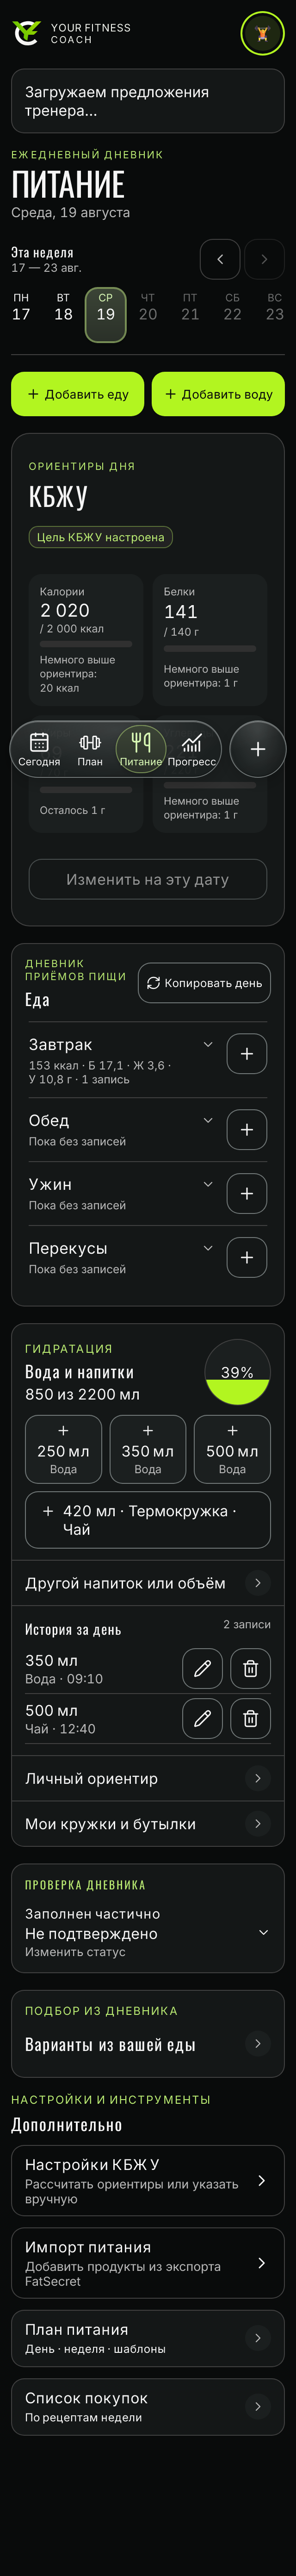 YOUR FITNESS
COACH
Загружаем предложения
тренера...
ЕЖЕДНЕВНЫЙ ДНЕВНИК
ПИТАНИЕ
Среда, 19 августа
Эта неделя
17 — 23 авг.
ПН ВТ СР ЧТ ПТ СБ ВС
17 18 19 20 21 22 23
+ Добавить еду + Добавить воду
ОРИЕНТИРЫ ДНЯ
КБЖУ
Цель КБЖУ настроена
Калории
2 020
/ 2 000 ккал
Немного выше
ориентира:
20 ккал
Белки
141
/ 140 г
Немного выше
ориентира: 1 г
Сегодня План Питание Прогресс +
Осталось 1 г
Немного выше
ориентира: 1 г
Изменить на эту дату
ДНЕВНИК
ПРИЁМОВ ПИЩИ
Еда
Копировать день
Завтрак
153 ккал · Б 17,1 · Ж 3,6 ·
У 10,8 г · 1 запись
+
Обед
Пока без записей
+
Ужин
Пока без записей
+
Перекусы
Пока без записей
+
ГИДРАТАЦИЯ
Вода и напитки
850 из 2200 мл
39%
+ + +
250 мл 350 мл 500 мл
Вода Вода Вода
+ 420 мл · Термокружка ·
Чай
Другой напиток или объём
История за день
2 записи
350 мл
Вода · 09:10
500 мл
Чай · 12:40
Личный ориентир
Мои кружки и бутылки
ПРОВЕРКА ДНЕВНИКА
Заполнен частично
Не подтверждено
Изменить статус
ПОДБОР ИЗ ДНЕВНИКА
Варианты из вашей еды
НАСТРОЙКИ И ИНСТРУМЕНТЫ
Дополнительно
Настройки КБЖУ
Рассчитать ориентиры или указать
вручную
Импорт питания
Добавить продукты из экспорта
FatSecret
План питания
День · неделя · шаблоны
Список покупок
По рецептам недели